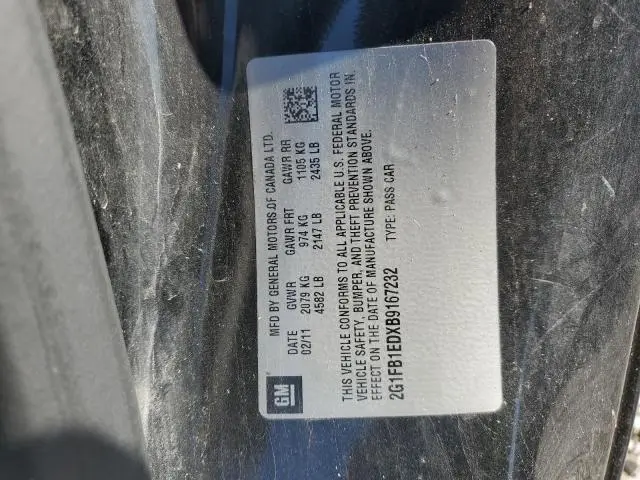 GM
MFD BY GENERAL MOTORS OF CANADA LTD.
DATE GVWR GAWR FRT GAWR RR
02/11 2079 KG 974 KG 1105 KG
4582 LB 2147 LB 2435 LB
THIS VEHICLE CONFORMS TO ALL APPLICABLE U.S. FEDERAL MOTOR
VEHICLE SAFETY, BUMPER, AND THEFT PREVENTION STANDARDS IN
EFFECT ON THE DATE OF MANUFACTURE SHOWN ABOVE.
2G1FB1EDXB9167232 TYPE: PASS CAR